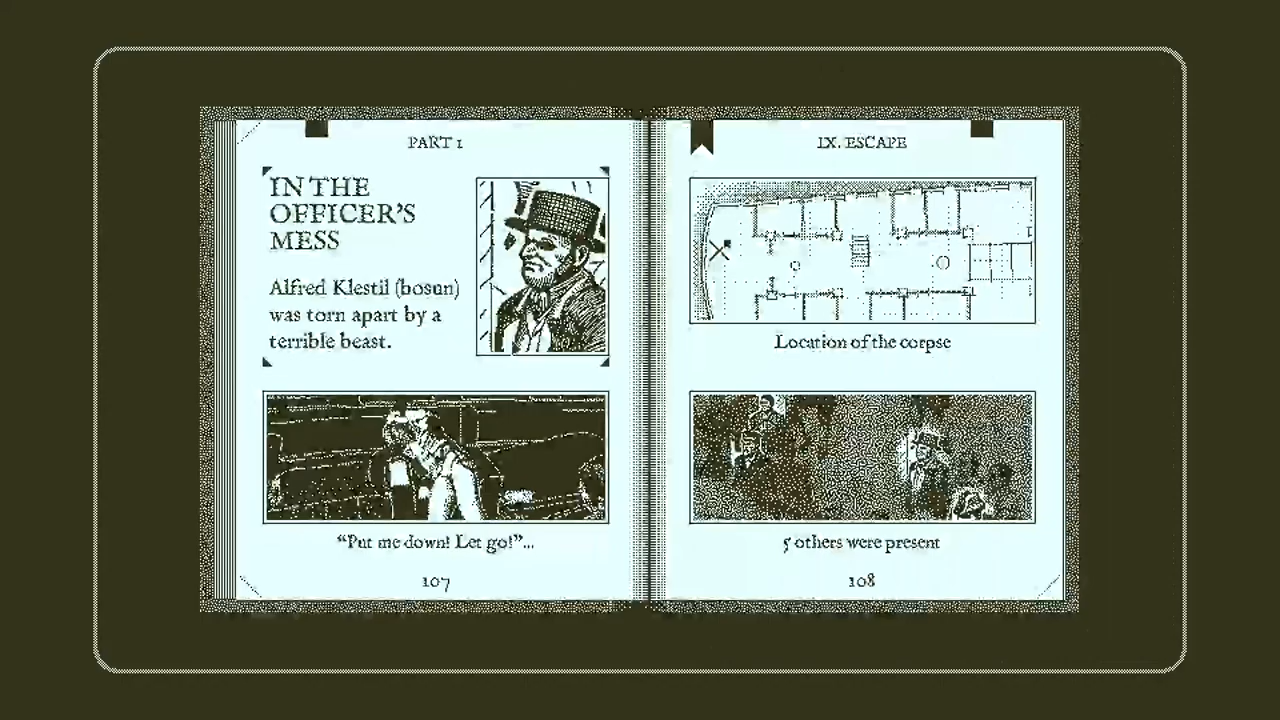 PART 1
IN THE
OFFICER'S
MESS
Alfred Klestil (bosun)
was torn apart by a
terrible beast.
"Put me down! Let go!"...
107
IX. ESCAPE
Location of the corpse
5 others were present
108